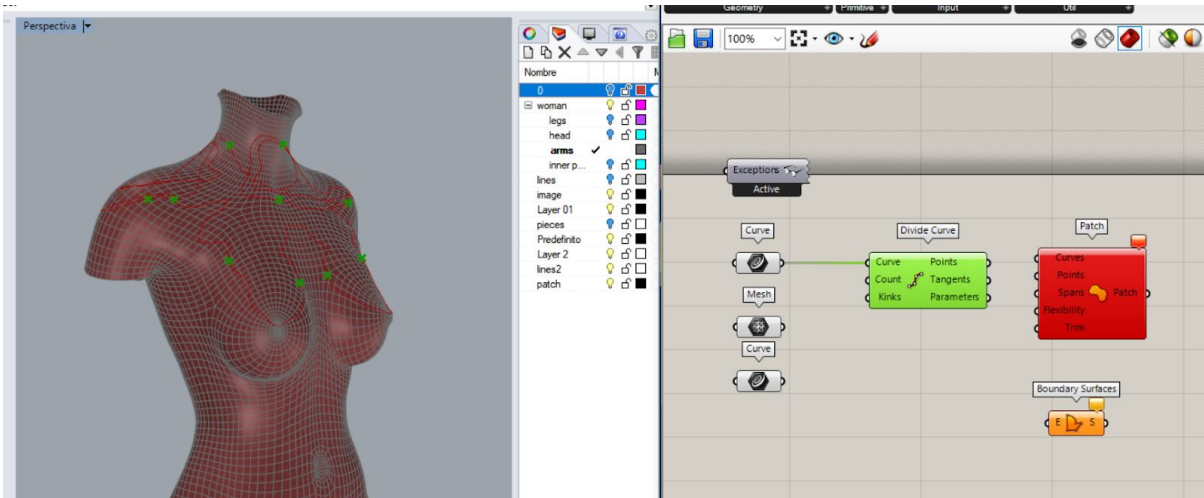 Geometry
Primitive
Input
Util
Perspectiva
100%
Nombre
0
woman
legs
head
arms
inner p...
lines
image
Layer 01
pieces
Predefinito
Layer 2
lines2
patch
Exceptions
Active
Curve
Divide Curve
Patch
Curve Points
Count Tangents
Kinks Parameters
Curves
Points
Spans Patch
Flexibility
Trim
Mesh
Curve
Boundary Surfaces
E S